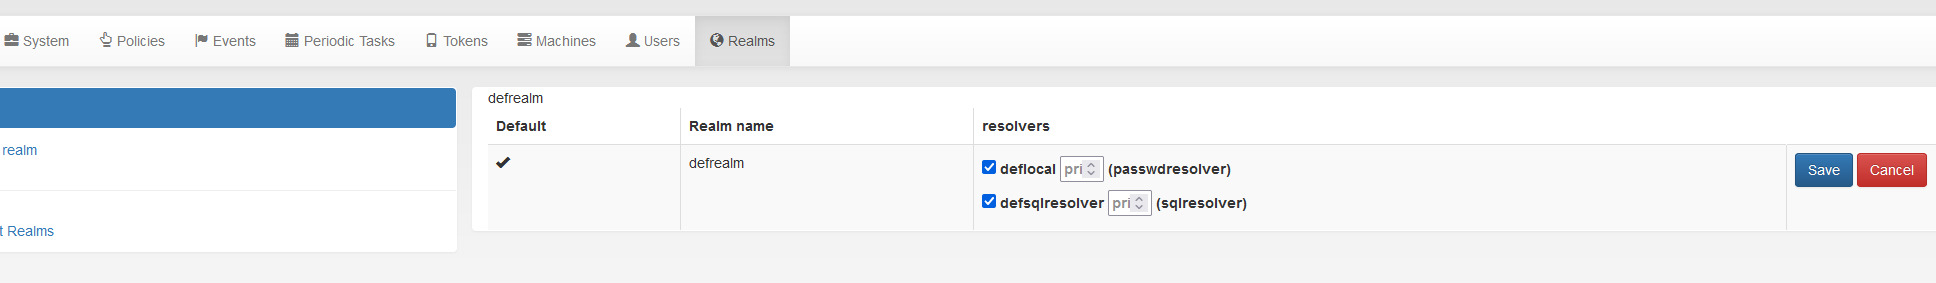 System Policies Events Periodic Tasks Tokens Machines Users Realms
realm
t Realms
defrealm
Default Realm name resolvers
defrealm
deflocal pri (passwdresolver)
defsqlresolver pri (sqlresolver)
Save Cancel